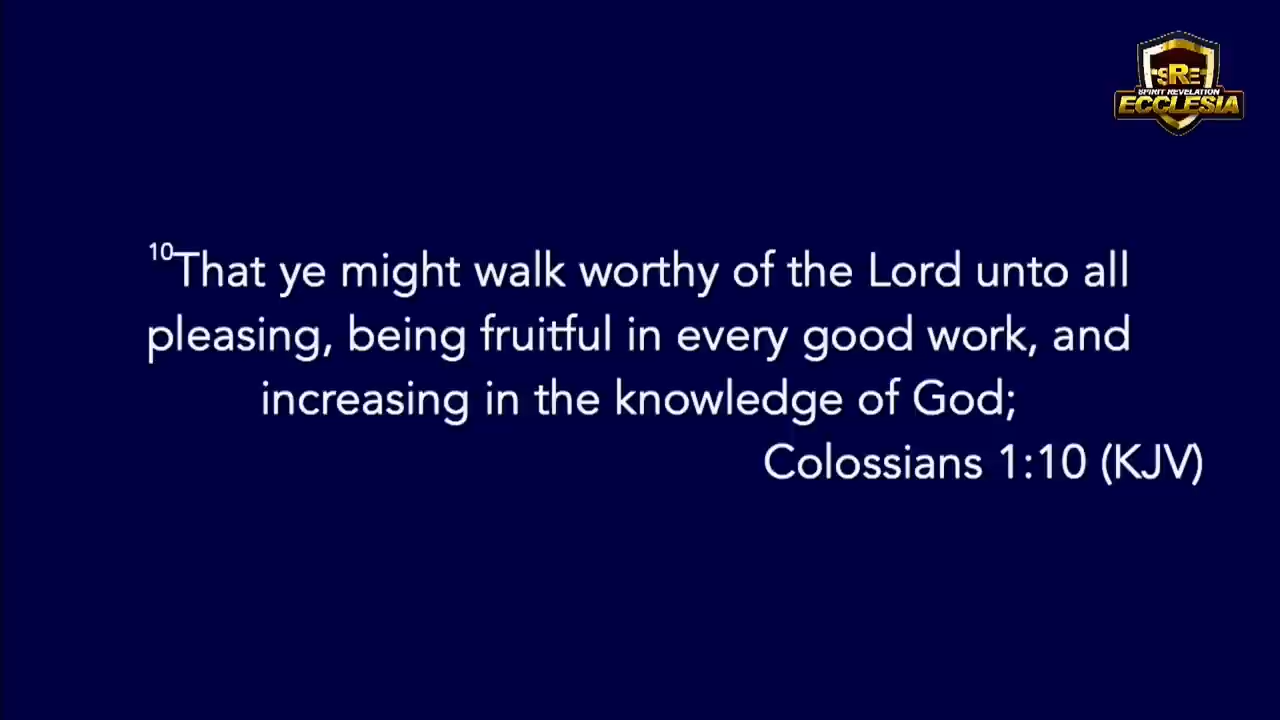 SRE
SPIRIT REVELATION
ECCLESIA
10That ye might walk worthy of the Lord unto all
pleasing, being fruitful in every good work, and
increasing in the knowledge of God;
Colossians 1:10 (KJV)